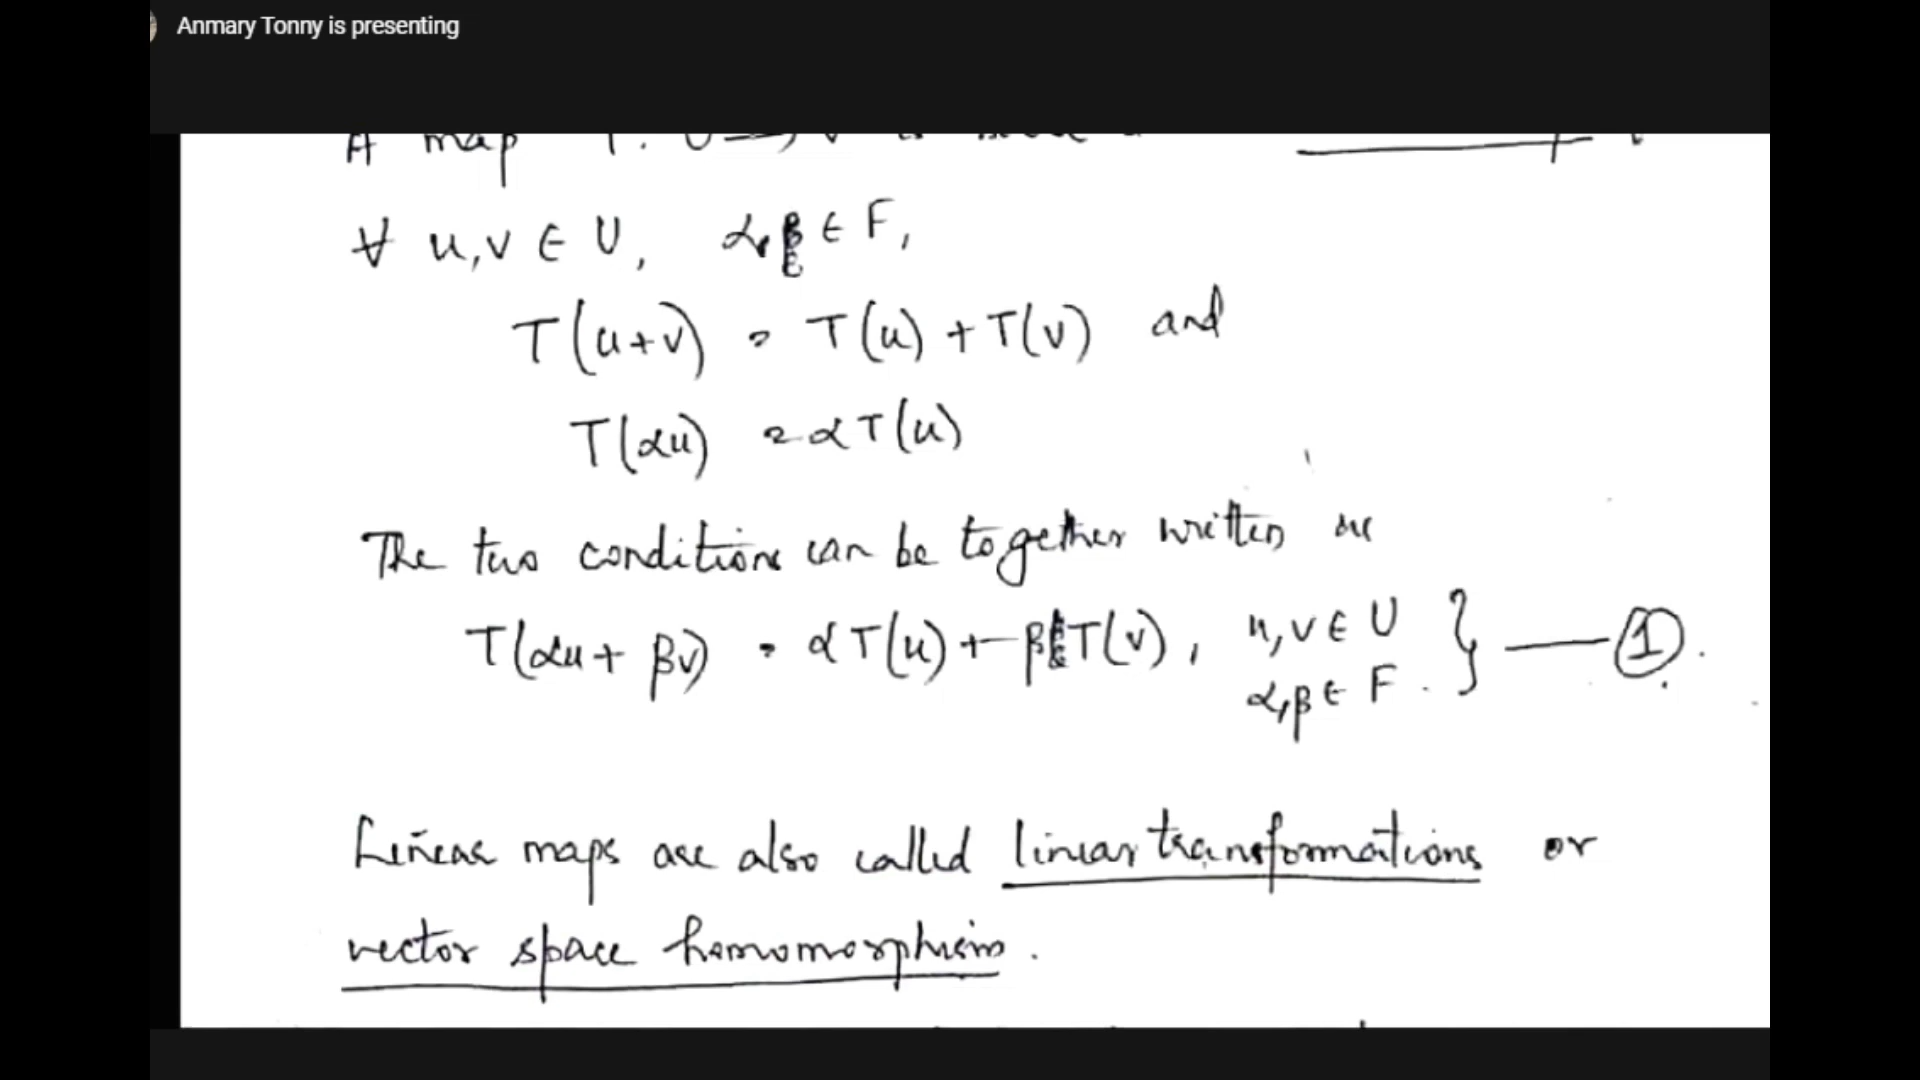 Anmary Tonny is presenting
A map T: U → V
∀ u, v ∈ U, α, β ∈ F,
T(u+v) = T(u) + T(v) and
T(αu) = αT(u)
The two conditions can be together written as
T(αu + βv) = αT(u) + βT(v), u, v ∈ U
α, β ∈ F. } — ①.
Linear maps are also called linear transformations or
vector space homomorphism.